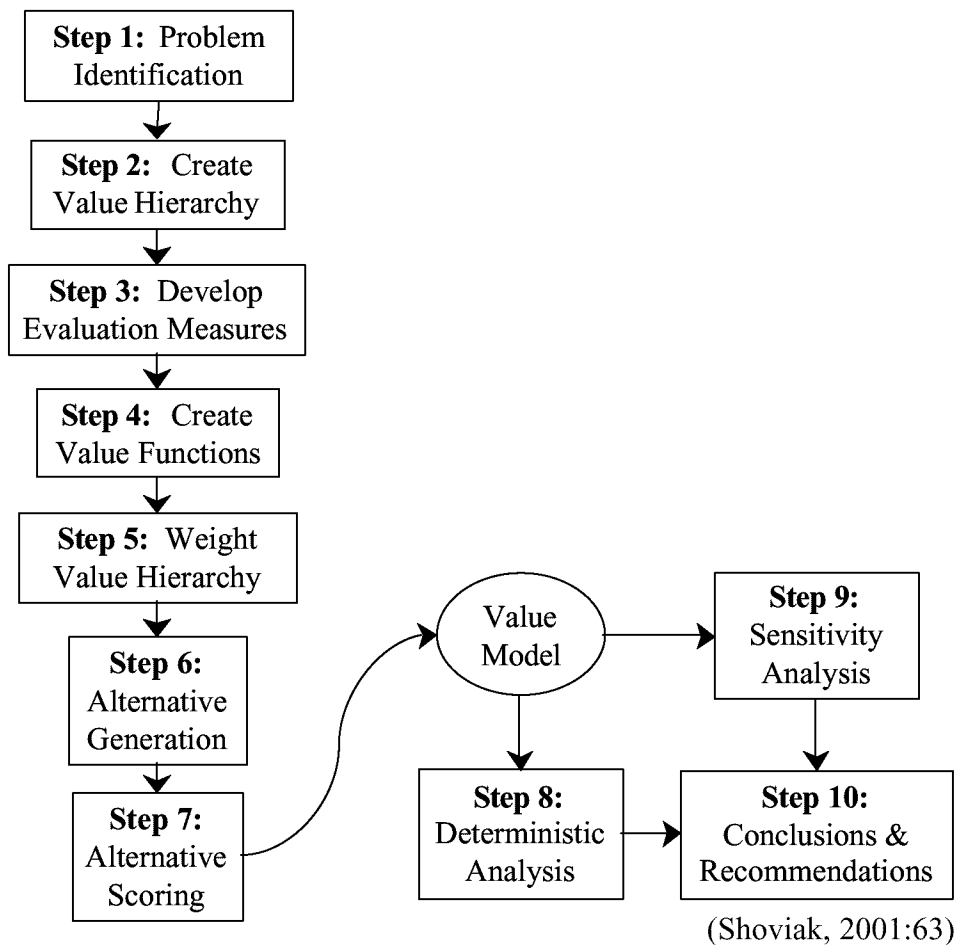 Step 1: Problem
Identification
Step 2: Create
Value Hierarchy
Step 3: Develop
Evaluation Measures
Step 4: Create
Value Functions
Step 5: Weight
Value Hierarchy
Step 6:
Alternative
Generation
Step 7:
Alternative
Scoring
Value
Model
Step 8:
Deterministic
Analysis
Step 9:
Sensitivity
Analysis
Step 10:
Conclusions &
Recommendations
(Shoviak, 2001:63)